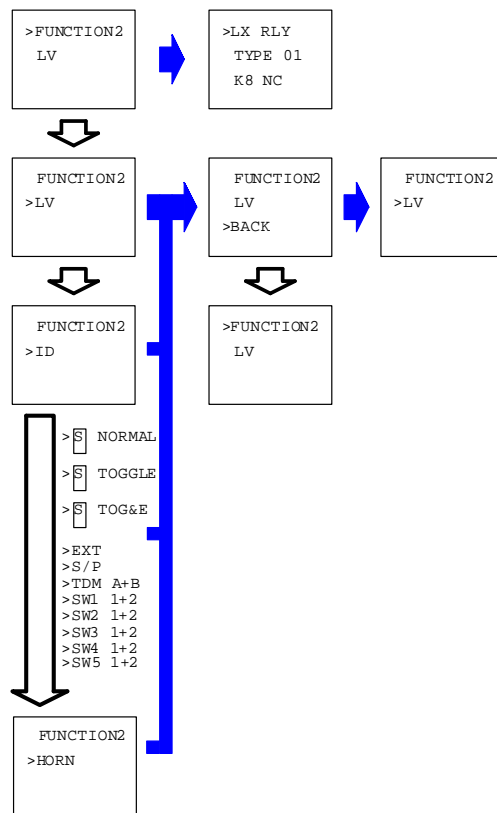 >FUNCTION2
LV
>LX RLY
TYPE 01
K8 NC
FUNCTION2
>LV
FUNCTION2
LV
>BACK
FUNCTION2
>LV
FUNCTION2
>ID
>FUNCTION2
LV
>S NORMAL
>S TOGGLE
>S TOG&E
>EXT
>S/P
>TDM A+B
>SW1 1+2
>SW2 1+2
>SW3 1+2
>SW4 1+2
>SW5 1+2
FUNCTION2
>HORN